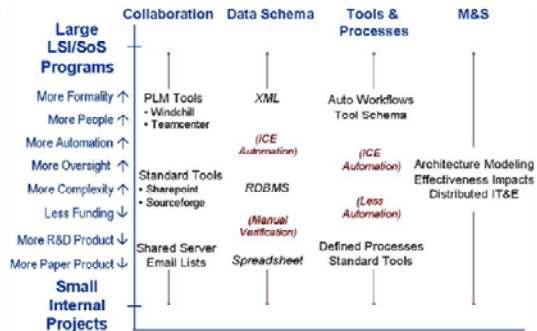 Collaboration
Data Schema
Tools &
Processes
M&S
Large
LSI/SoS
Programs
More Formality ↑
More People ↑
More Automation ↑
More Oversight ↑
More Complexity ↑
Less Funding ↓
More R&D Product ↓
More Paper Product ↓
Small
Internal
Projects
PLM Tools
• Windchill
• Teamcenter
Standard Tools
• Sharepoint
• Sourceforge
Shared Server
Email Lists
XML
(ICE
Automation)
RDBMS
(Manual
Verification)
Spreadsheet
Auto Workflows
Tool Schema
(ICE
Automation)
(Less
Automation)
Defined Processes
Standard Tools
Architecture Modeling
Effectiveness Impacts
Distributed IT&E